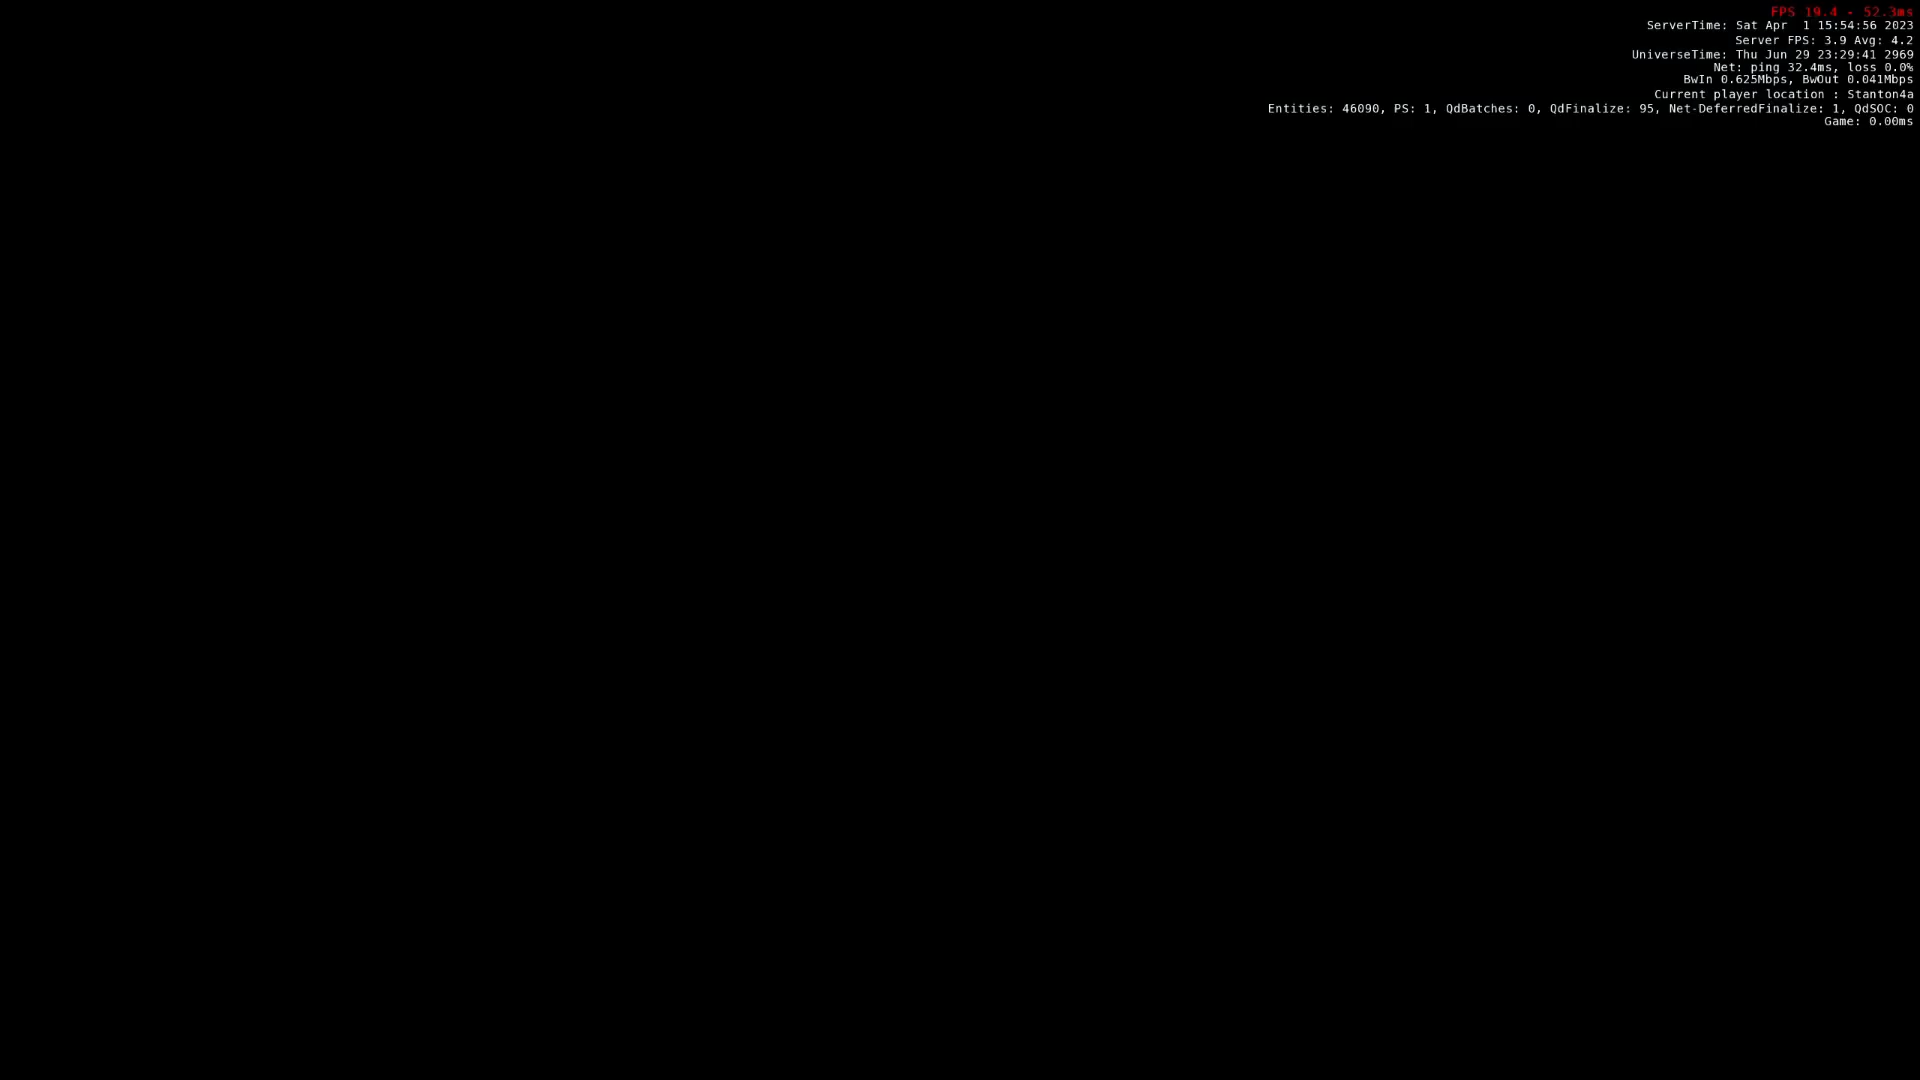 FPS 19.4 - 52.3ms
ServerTime: Sat Apr  1 15:54:56 2023
Server FPS: 3.9 Avg: 4.2
UniverseTime: Thu Jun 29 23:29:41 2969
Net: ping 32.4ms, loss 0.0%
BwIn 0.625Mbps, BwOut 0.041Mbps
Current player location : Stanton4a
Entities: 46090, PS: 1, QdBatches: 0, QdFinalize: 95, Net-DeferredFinalize: 1, QdSOC: 0
Game: 0.00ms